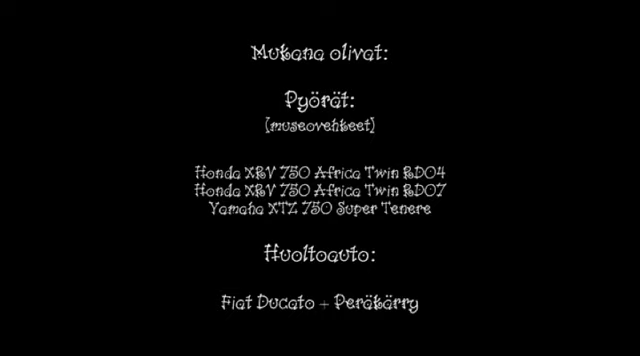 Mukana olivat:
Pyörät:
(museovehkeet)
Honda XRV 750 Africa Twin RD04
Honda XRV 750 Africa Twin RD07
Yamaha XTZ 750 Super Tenere
Huoltoauto:
Fiat Ducato + Peräkärry